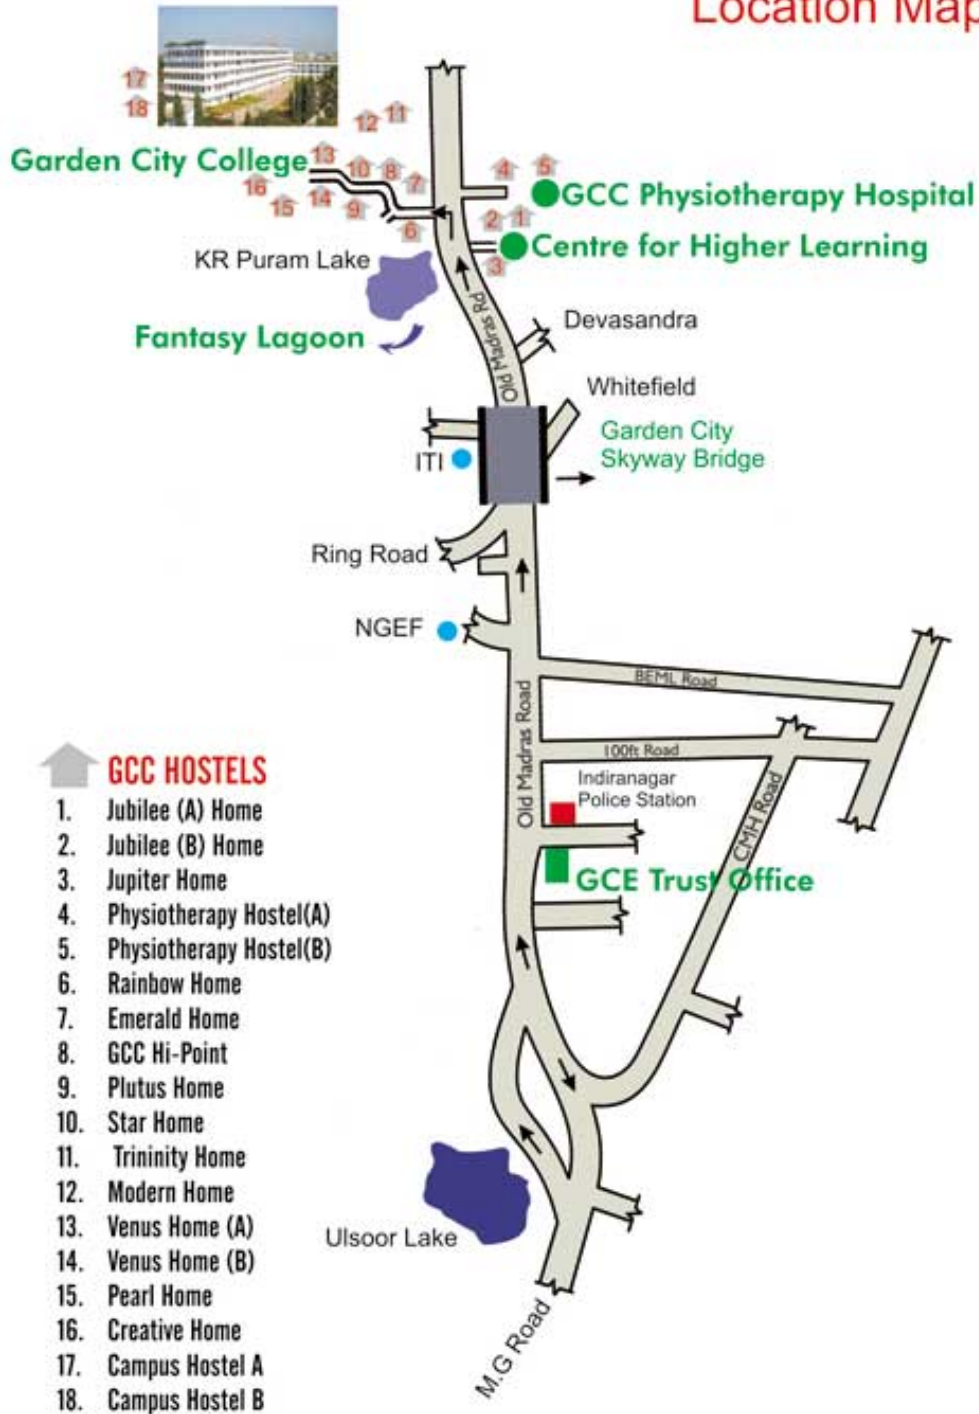 Location Map
17
18
12
11
Garden City College
13
10
8
7
4
5
16
15
14
9
6
GCC Physiotherapy Hospital
2
1
Centre for Higher Learning
3
KR Puram Lake
Fantasy Lagoon
Old Madras Rd
Devasandra
Whitefield
Garden City
Skyway Bridge
ITI
Ring Road
NGEF
BEML Road
Old Madras Road
100ft Road
Indiranagar
Police Station
CMH Road
GCE Trust Office
Ulsoor Lake
M.G Road
GCC HOSTELS
1. Jubilee (A) Home
2. Jubilee (B) Home
3. Jupiter Home
4. Physiotherapy Hostel(A)
5. Physiotherapy Hostel(B)
6. Rainbow Home
7. Emerald Home
8. GCC Hi-Point
9. Plutus Home
10. Star Home
11. Trininity Home
12. Modern Home
13. Venus Home (A)
14. Venus Home (B)
15. Pearl Home
16. Creative Home
17. Campus Hostel A
18. Campus Hostel B